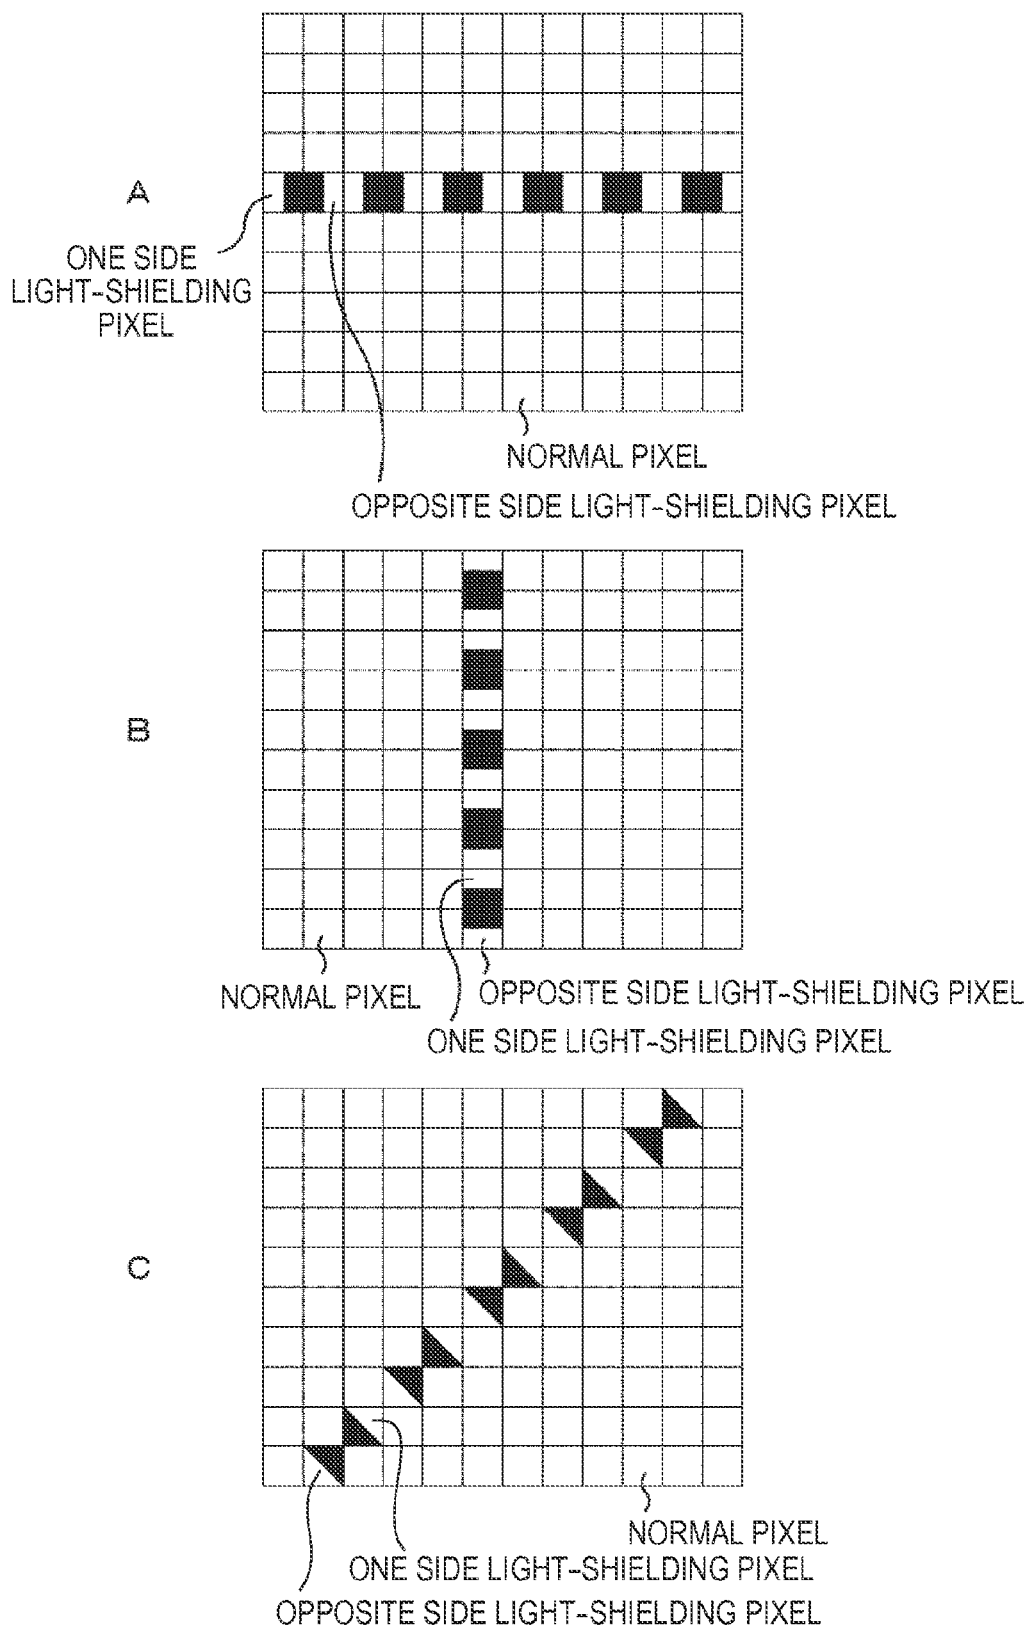 A
ONE SIDE
LIGHT-SHIELDING
PIXEL
NORMAL PIXEL
OPPOSITE SIDE LIGHT-SHIELDING PIXEL
B
NORMAL PIXEL
OPPOSITE SIDE LIGHT-SHIELDING PIXEL
ONE SIDE LIGHT-SHIELDING PIXEL
C
NORMAL PIXEL
ONE SIDE LIGHT-SHIELDING PIXEL
OPPOSITE SIDE LIGHT-SHIELDING PIXEL